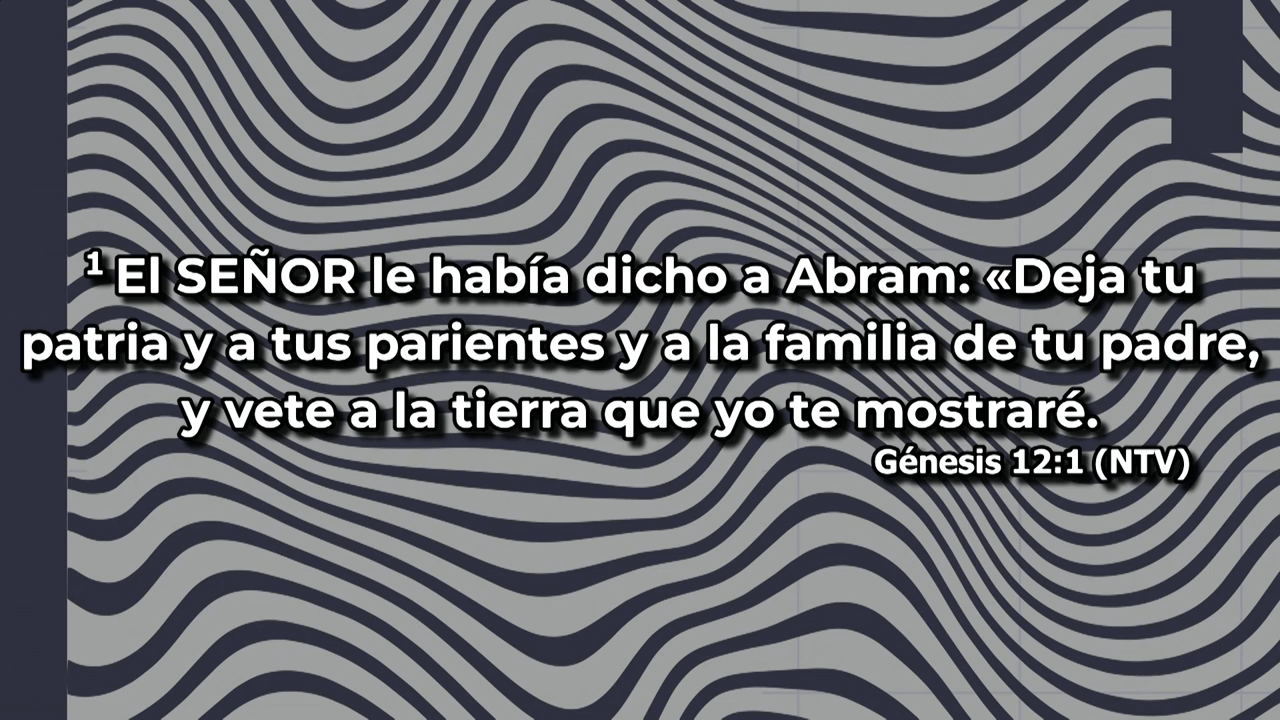 ¹ El SEÑOR le había dicho a Abram: «Deja tu
patria y a tus parientes y a la familia de tu padre,
y vete a la tierra que yo te mostraré.
Génesis 12:1 (NTV)